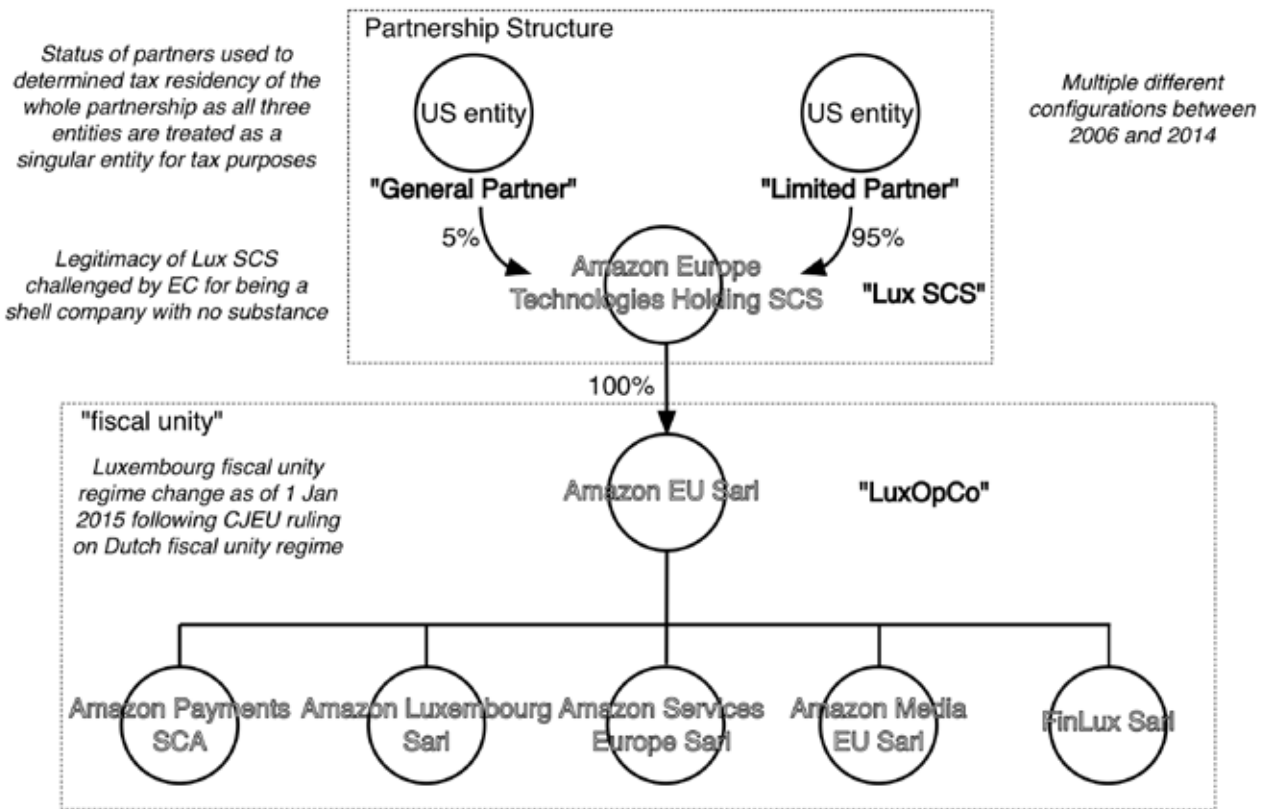 Partnership Structure
Status of partners used to
determined tax residency of the
whole partnership as all three
entities are treated as a
singular entity for tax purposes
US entity
US entity
Multiple different
configurations between
2006 and 2014
"General Partner"
"Limited Partner"
5%
95%
Legitimacy of Lux SCS
challenged by EC for being a
shell company with no substance
Amazon Europe
Technologies Holding SCS
"Lux SCS"
100%
"fiscal unity"
Luxembourg fiscal unity
regime change as of 1 Jan
2015 following CJEU ruling
on Dutch fiscal unity regime
Amazon EU Sarl
"LuxOpCo"
Amazon Payments
SCA
Amazon Luxembourg
Sarl
Amazon Services
Europe Sarl
Amazon Media
EU Sarl
FinLux Sarl